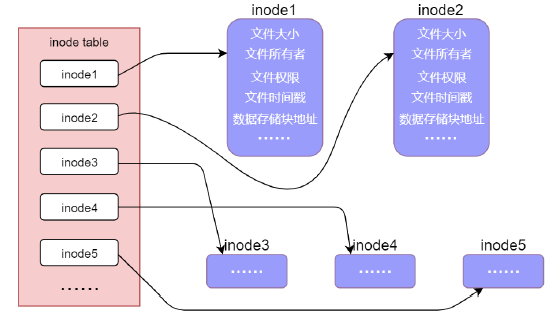 inode table
inode1
inode2
inode3
inode4
inode5
......
inode1
文件大小
文件所有者
文件权限
文件时间戳
数据存储块地址
......
inode2
文件大小
文件所有者
文件权限
文件时间戳
数据存储块地址
......
inode3
......
inode4
......
inode5
......